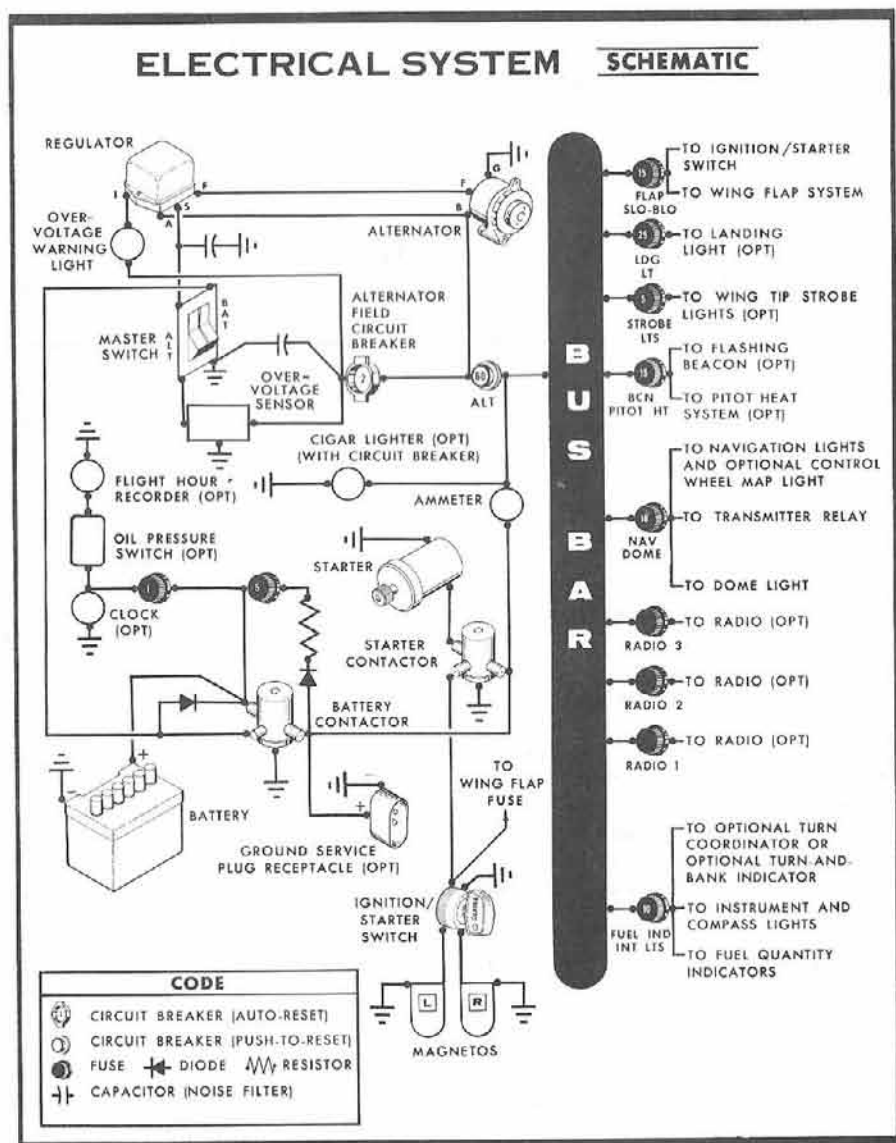 ELECTRICAL SYSTEM SCHEMATIC
REGULATOR
I
F
S
A
OVER-
VOLTAGE
WARNING
LIGHT
F
G
B
ALTERNATOR
MASTER
SWITCH
ALT
BAT
ALTERNATOR
FIELD
CIRCUIT
BREAKER
2
OVER-
VOLTAGE
SENSOR
60
ALT
CIGAR LIGHTER (OPT)
(WITH CIRCUIT BREAKER)
AMMETER
FLIGHT HOUR
RECORDER (OPT)
OIL PRESSURE
SWITCH (OPT)
CLOCK
(OPT)
STARTER
STARTER
CONTACTOR
BATTERY
CONTACTOR
+
-
BATTERY
-
+
GROUND SERVICE
PLUG RECEPTACLE (OPT)
TO
WING FLAP
FUSE
IGNITION/
STARTER
SWITCH
L
R
MAGNETOS
BUS BAR
15
FLAP
SLO-BLO
TO IGNITION/STARTER
SWITCH
TO WING FLAP SYSTEM
25
LDG
LT
TO LANDING
LIGHT (OPT)
STROBE
LTS
TO WING TIP STROBE
LIGHTS (OPT)
BCN
PITOT HT
TO FLASHING
BEACON (OPT)
TO PITOT HEAT
SYSTEM (OPT)
NAV
DOME
TO NAVIGATION LIGHTS
AND OPTIONAL CONTROL
WHEEL MAP LIGHT
TO TRANSMITTER RELAY
TO DOME LIGHT
RADIO 3
TO RADIO (OPT)
RADIO 2
TO RADIO (OPT)
RADIO 1
TO RADIO (OPT)
10
FUEL IND
INT LTS
TO OPTIONAL TURN
COORDINATOR OR
OPTIONAL TURN-AND-
BANK INDICATOR
TO INSTRUMENT AND
COMPASS LIGHTS
TO FUEL QUANTITY
INDICATORS
CODE
CIRCUIT BREAKER (AUTO-RESET)
CIRCUIT BREAKER (PUSH-TO-RESET)
FUSE DIODE RESISTOR
CAPACITOR (NOISE FILTER)